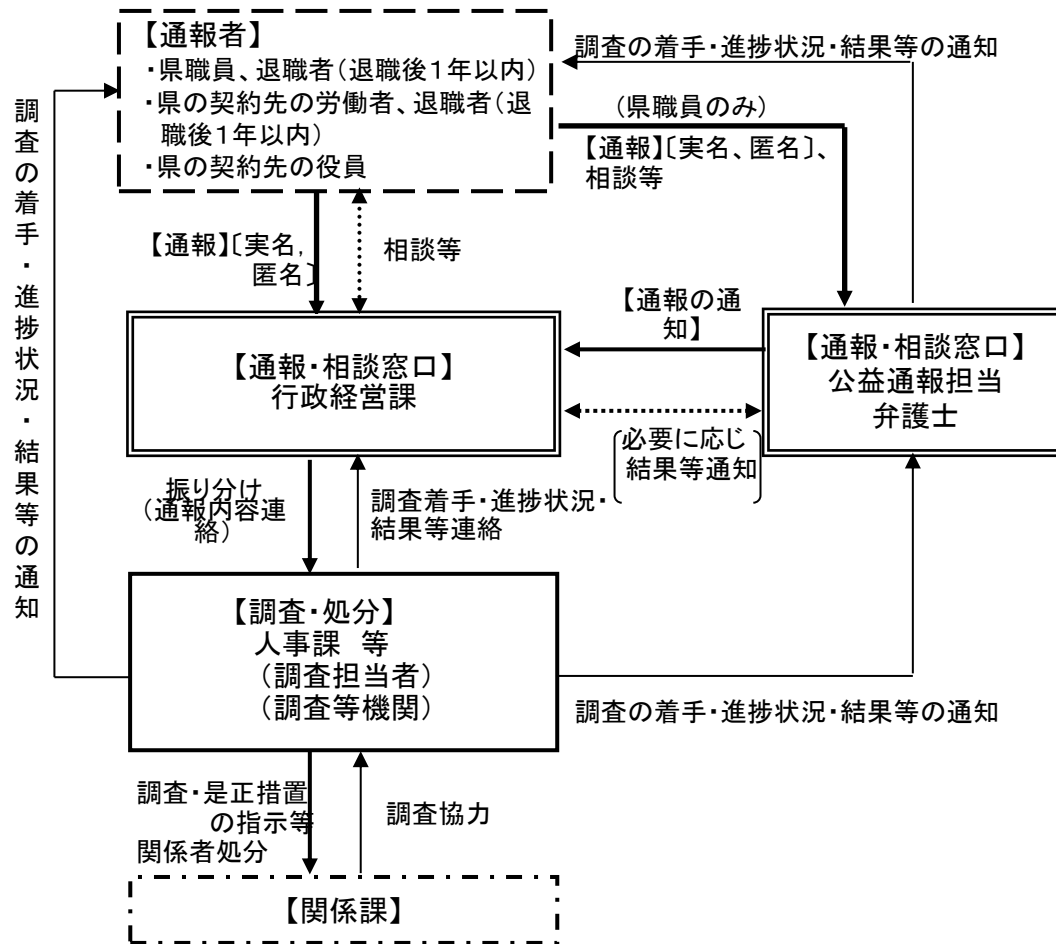 【通報者】
・県職員、退職者（退職後１年以内）
・県の契約先の労働者、退職者（退
職後１年以内）
・県の契約先の役員
調査の着手・進捗状況・結果等の通知
（県職員のみ）
【通報】〔実名、匿名〕、
相談等
調査の着手・進捗状況・結果等の通知
【通報】〔実名，
匿名〕
相談等
【通報の通
知】
【通報・相談窓口】
行政経営課
【通報・相談窓口】
公益通報担当
弁護士
必要に応じ
結果等通知
振り分け
（通報内容連
絡）
調査着手・進捗状況・
結果等連絡
【調査・処分】
人事課　等
（調査担当者）
（調査等機関）
調査の着手・進捗状況・結果等の通知
調査・是正措置
の指示等
関係者処分
調査協力
【関係課】